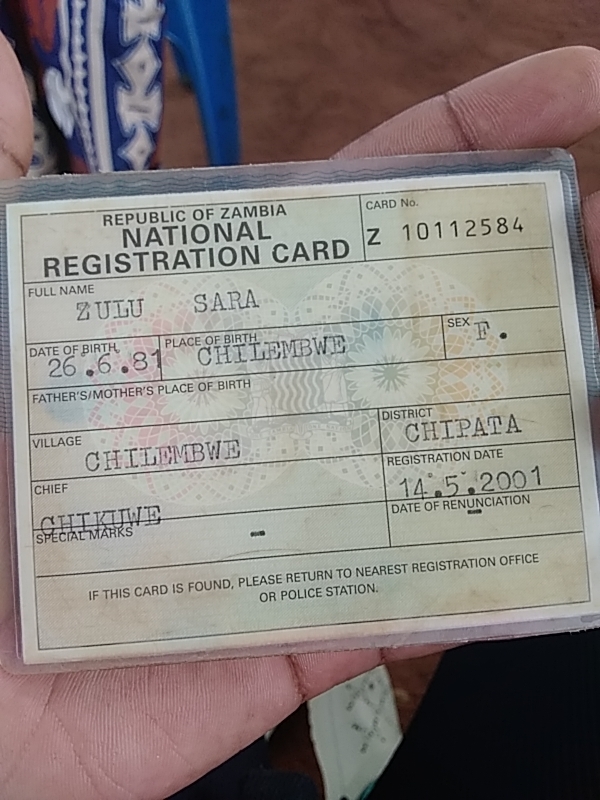 REPUBLIC OF ZAMBIA
NATIONAL
REGISTRATION CARD
CARD No.
Z 10112584
FULL NAME
ZULU SARA
DATE OF BIRTH
26.6.81
PLACE OF BIRTH
CHILEMBWE
SEX
F.
FATHER'S/MOTHER'S PLACE OF BIRTH
VILLAGE
CHILEMBWE
DISTRICT
CHIPATA
CHIEF
CHIKUWE
REGISTRATION DATE
14.5.2001
SPECIAL MARKS
-
DATE OF RENUNCIATION
-
IF THIS CARD IS FOUND, PLEASE RETURN TO NEAREST REGISTRATION OFFICE
OR POLICE STATION.